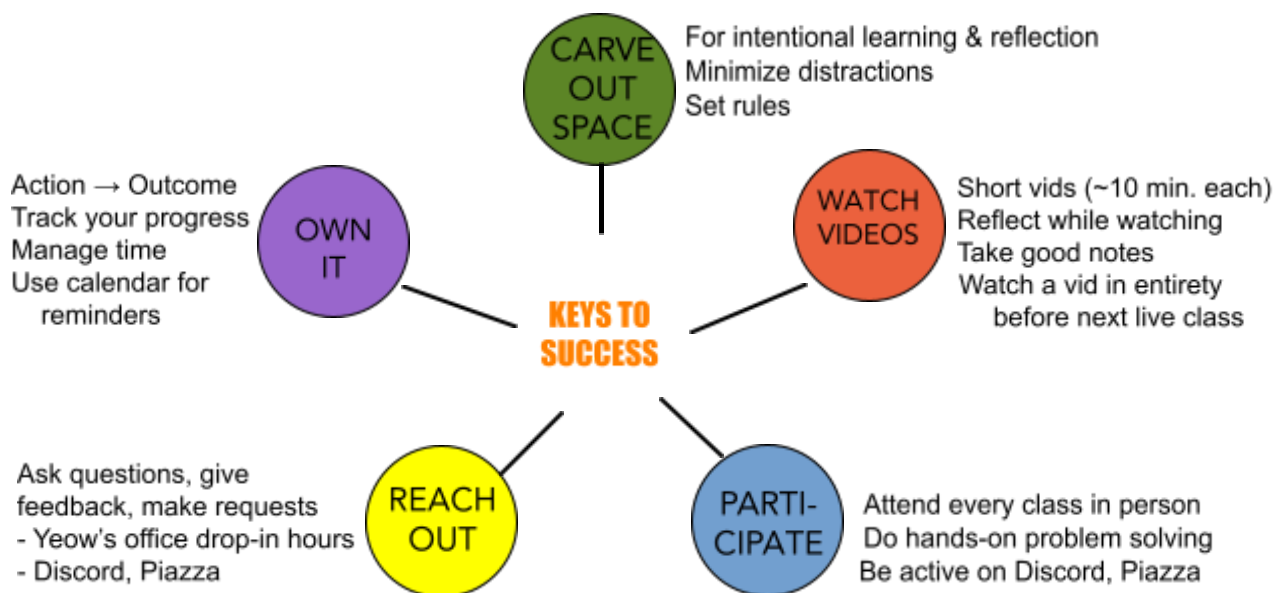 CARVE
OUT
SPACE
For intentional learning & reflection
Minimize distractions
Set rules
WATCH
VIDEOS
Short vids (~10 min. each)
Reflect while watching
Take good notes
Watch a vid in entirety
before next live class
OWN
IT
Action → Outcome
Track your progress
Manage time
Use calendar for
reminders
KEYS TO
SUCCESS
REACH
OUT
Ask questions, give
feedback, make requests
- Yeow's office drop-in hours
- Discord, Piazza
PARTI-
CIPATE
Attend every class in person
Do hands-on problem solving
Be active on Discord, Piazza